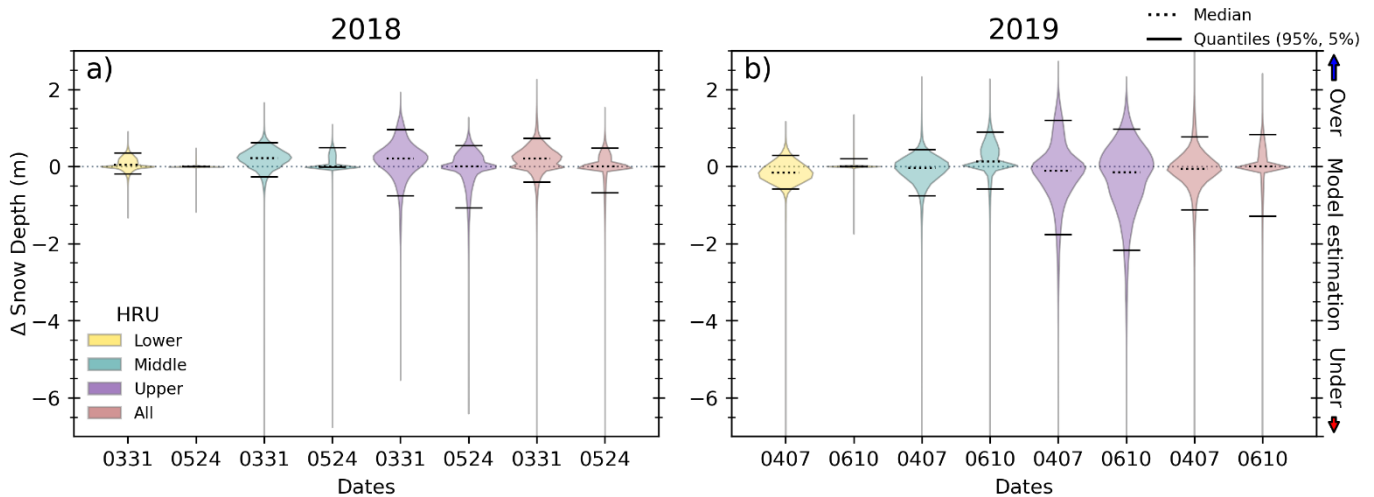 2018
2019
Median
Quantiles (95%, 5%)
a)
b)
2
0
−2
−4
−6
Δ Snow Depth (m)
HRU
Lower
Middle
Upper
All
0331 0524 0331 0524 0331 0524 0331 0524
Dates
2
0
−2
−4
−6
0407 0610 0407 0610 0407 0610 0407 0610
Dates
Over
Model estimation
Under